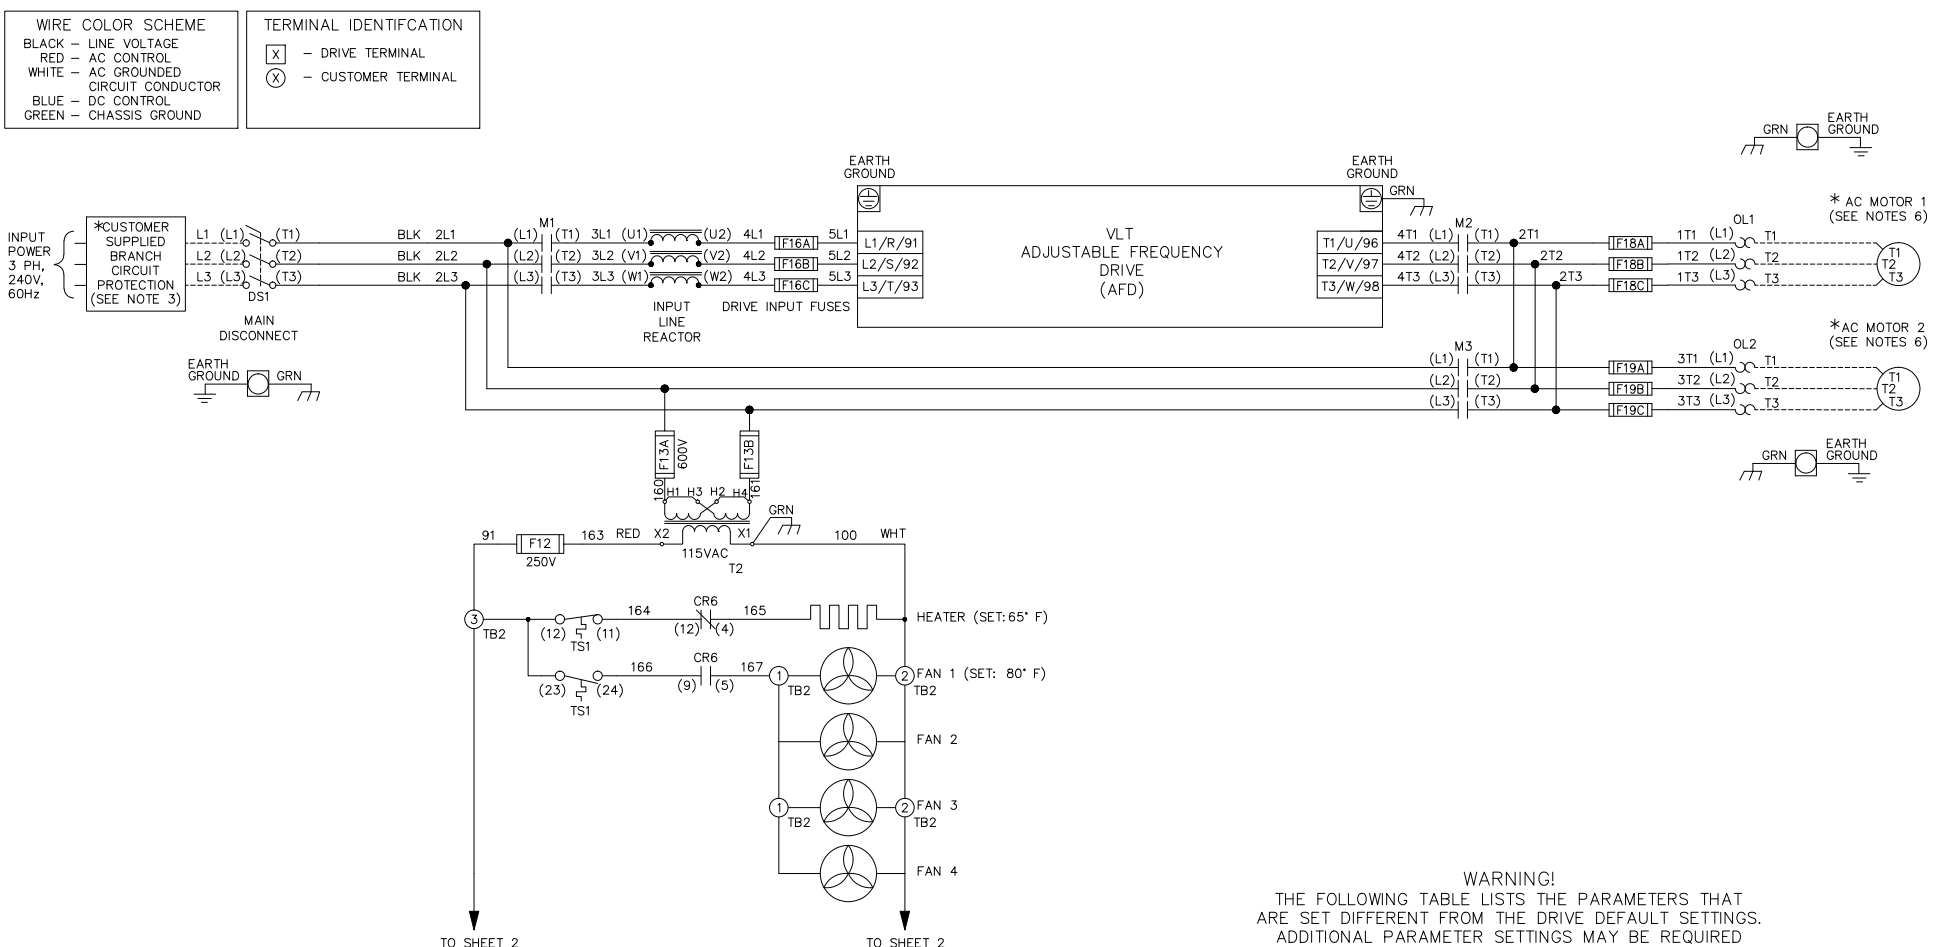 WIRE COLOR SCHEME
BLACK – LINE VOLTAGE
RED – AC CONTROL
WHITE – AC GROUNDED
CIRCUIT CONDUCTOR
BLUE – DC CONTROL
GREEN – CHASSIS GROUND
TERMINAL IDENTIFCATION
X – DRIVE TERMINAL
X – CUSTOMER TERMINAL
GRN
EARTH
GROUND
INPUT
POWER
3 PH,
240V,
60Hz
*CUSTOMER
SUPPLIED
BRANCH
CIRCUIT
PROTECTION
(SEE NOTE 3)
L1 (L1) (T1) BLK 2L1 (L1) M1 (T1) 3L1 (U1) (U2) 4L1 F16A 5L1 L1/R/91
L2 (L2) (T2) BLK 2L2 (L2) (T2) 3L2 (V1) (V2) 4L2 F16B 5L2 L2/S/92
L3 (L3) (T3) BLK 2L3 (L3) (T3) 3L3 (W1) (W2) 4L3 F16C 5L3 L3/T/93
DS1
MAIN
DISCONNECT
INPUT
LINE
REACTOR
DRIVE INPUT FUSES
EARTH
GROUND
VLT
ADJUSTABLE FREQUENCY
DRIVE
(AFD)
EARTH
GROUND
GRN
T1/U/96 4T1 (L1) M2 (T1) 2T1 F18A 1T1 (L1) OL1 T1
T2/V/97 4T2 (L2) (T2) 2T2 F18B 1T2 (L2) T2
T3/W/98 4T3 (L3) (T3) 2T3 F18C 1T3 (L3) T3
* AC MOTOR 1
(SEE NOTES 6)
T1
T2
T3
EARTH
GROUND
GRN
M3
(L1) (T1) F19A 3T1 (L1) OL2 T1
(L2) (T2) F19B 3T2 (L2) T2
(L3) (T3) F19C 3T3 (L3) T3
* AC MOTOR 2
(SEE NOTES 6)
T1
T2
T3
GRN
EARTH
GROUND
F13A
600V
F13B
160
H1 H3 H2 H4
161
GRN
91 F12 163 RED X2 X1 100 WHT
250V
115VAC
T2
3
TB2
(12) (11)
TS1
164
CR6
(12) (4)
165
HEATER (SET:65° F)
(23) (24)
TS1
166
CR6
(9) (5)
167
1
TB2
2
TB2
FAN 1 (SET: 80° F)
FAN 2
1
TB2
2
TB2
FAN 3
FAN 4
TO SHEET 2
TO SHEET 2
WARNING!
THE FOLLOWING TABLE LISTS THE PARAMETERS THAT
ARE SET DIFFERENT FROM THE DRIVE DEFAULT SETTINGS.
ADDITIONAL PARAMETER SETTINGS MAY BE REQUIRED